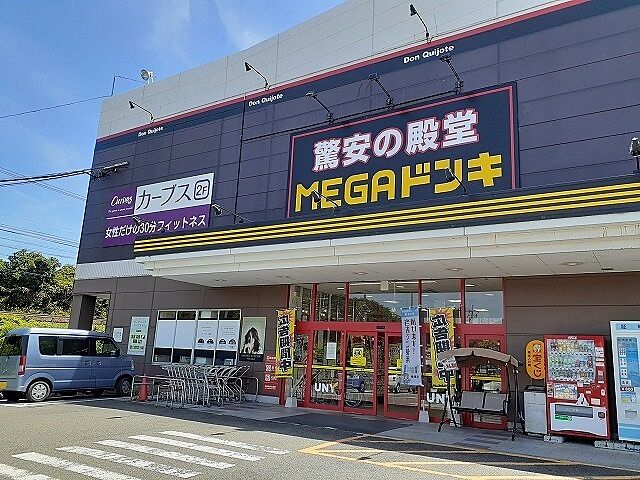 Don Quijote
Don Quijote
Don Quijote
驚安の殿堂
MEGAドンキ
Curves
カーブス 2F
女性だけの30分フィットネス
UNY
UNY